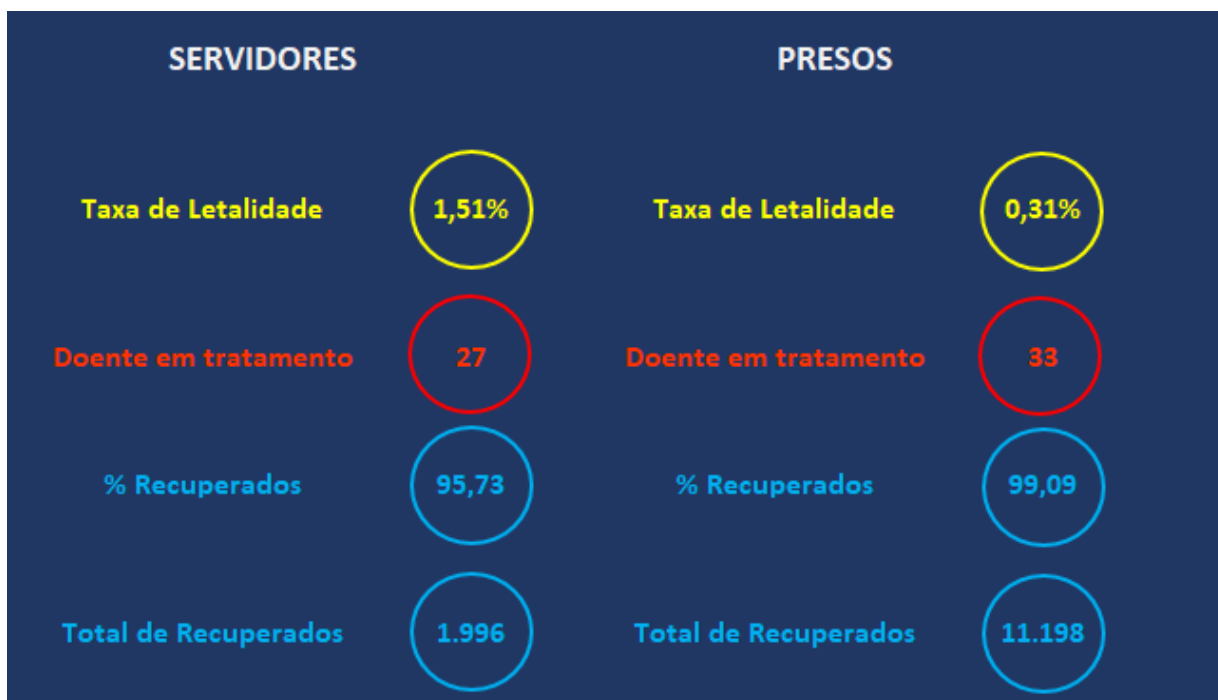 SERVIDORES
Taxa de Letalidade 1,51%
Doente em tratamento 27
% Recuperados 95,73
Total de Recuperados 1.996
PRESOS
Taxa de Letalidade 0,31%
Doente em tratamento 33
% Recuperados 99,09
Total de Recuperados 11.198